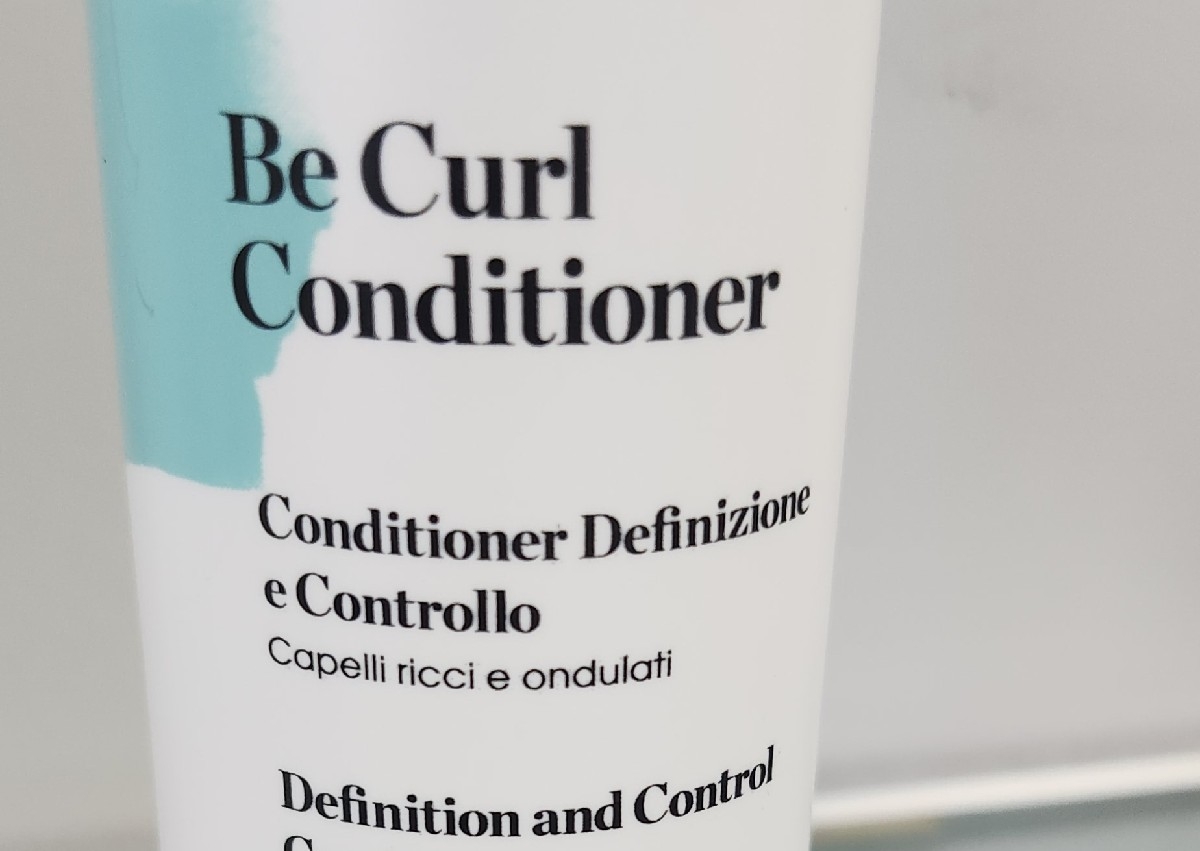 Be Curl
Conditioner
Conditioner Definizione
e Controllo
Capelli ricci e ondulati
Definition and Control